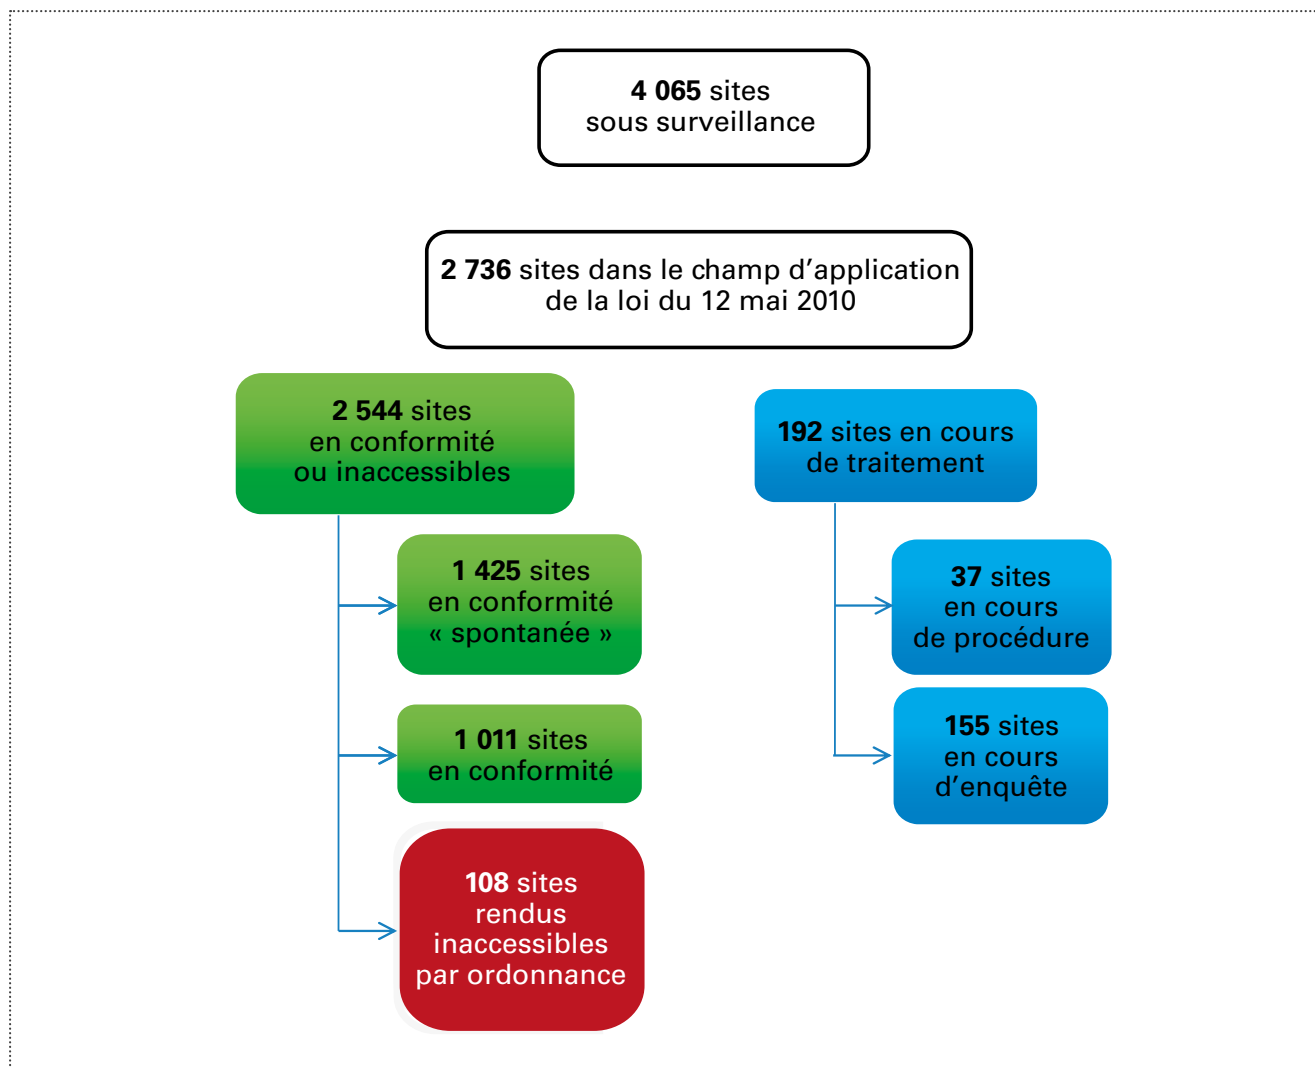 4 065 sites
sous surveillance
2 736 sites dans le champ d’application
de la loi du 12 mai 2010
2 544 sites
en conformité
ou inaccessibles
192 sites en cours
de traitement
1 425 sites
en conformité
« spontanée »
37 sites
en cours
de procédure
1 011 sites
en conformité
155 sites
en cours
d’enquête
108 sites
rendus
inaccessibles
par ordonnance